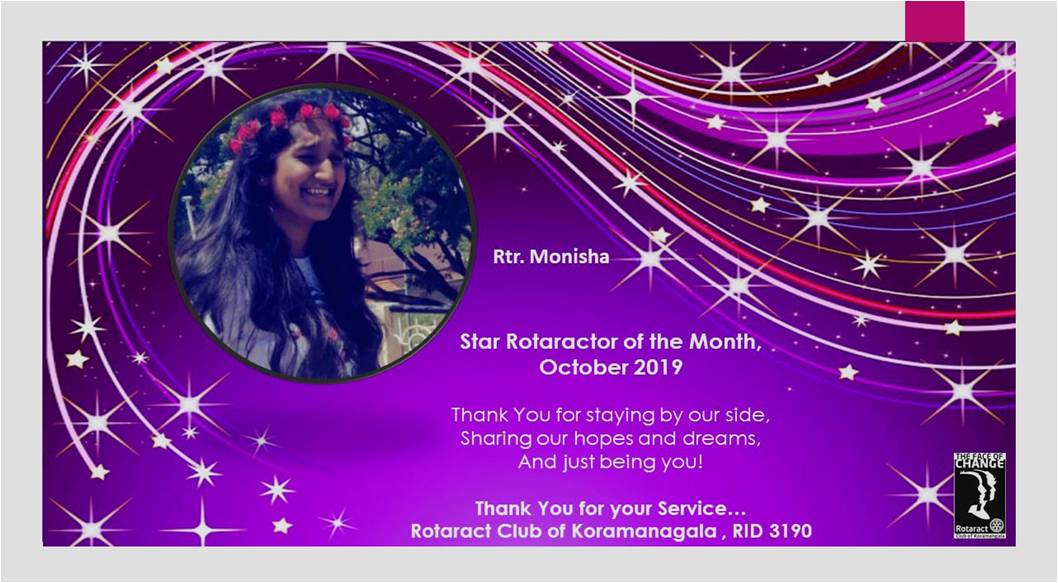 Rtr. Monisha
Star Rotaractor of the Month,
October 2019
Thank You for staying by our side,
Sharing our hopes and dreams,
And just being you!
Thank You for your Service...
Rotaract Club of Koramanagala , RID 3190
THE FACE OF
CHANGE
Rotaract
Club of Koramangala